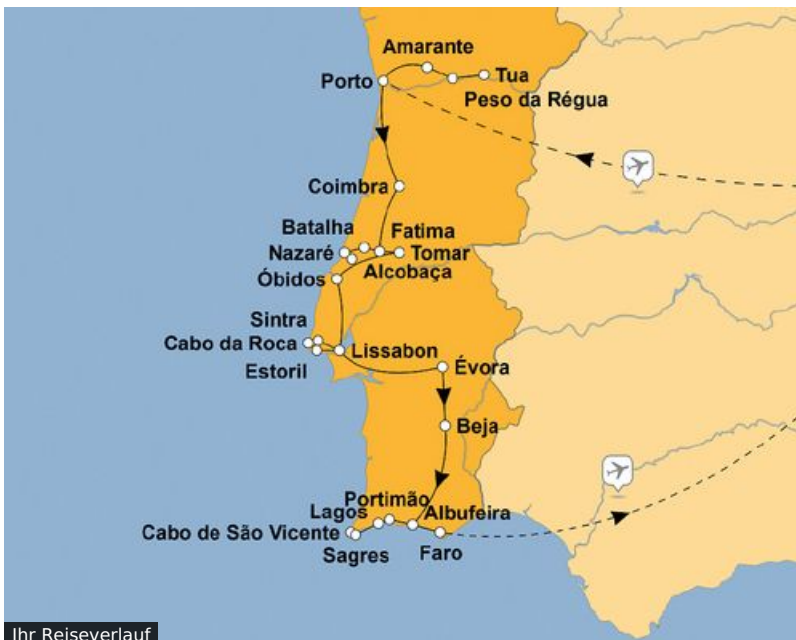 Amarante
Porto
Tua
Peso da Régua
Coimbra
Batalha
Fatima
Nazaré
Tomar
Alcobaça
Óbidos
Sintra
Cabo da Roca
Lissabon
Estoril
Évora
Beja
Portimão
Lagos
Albufeira
Cabo de São Vicente
Sagres
Faro
Ihr Reiseverlauf